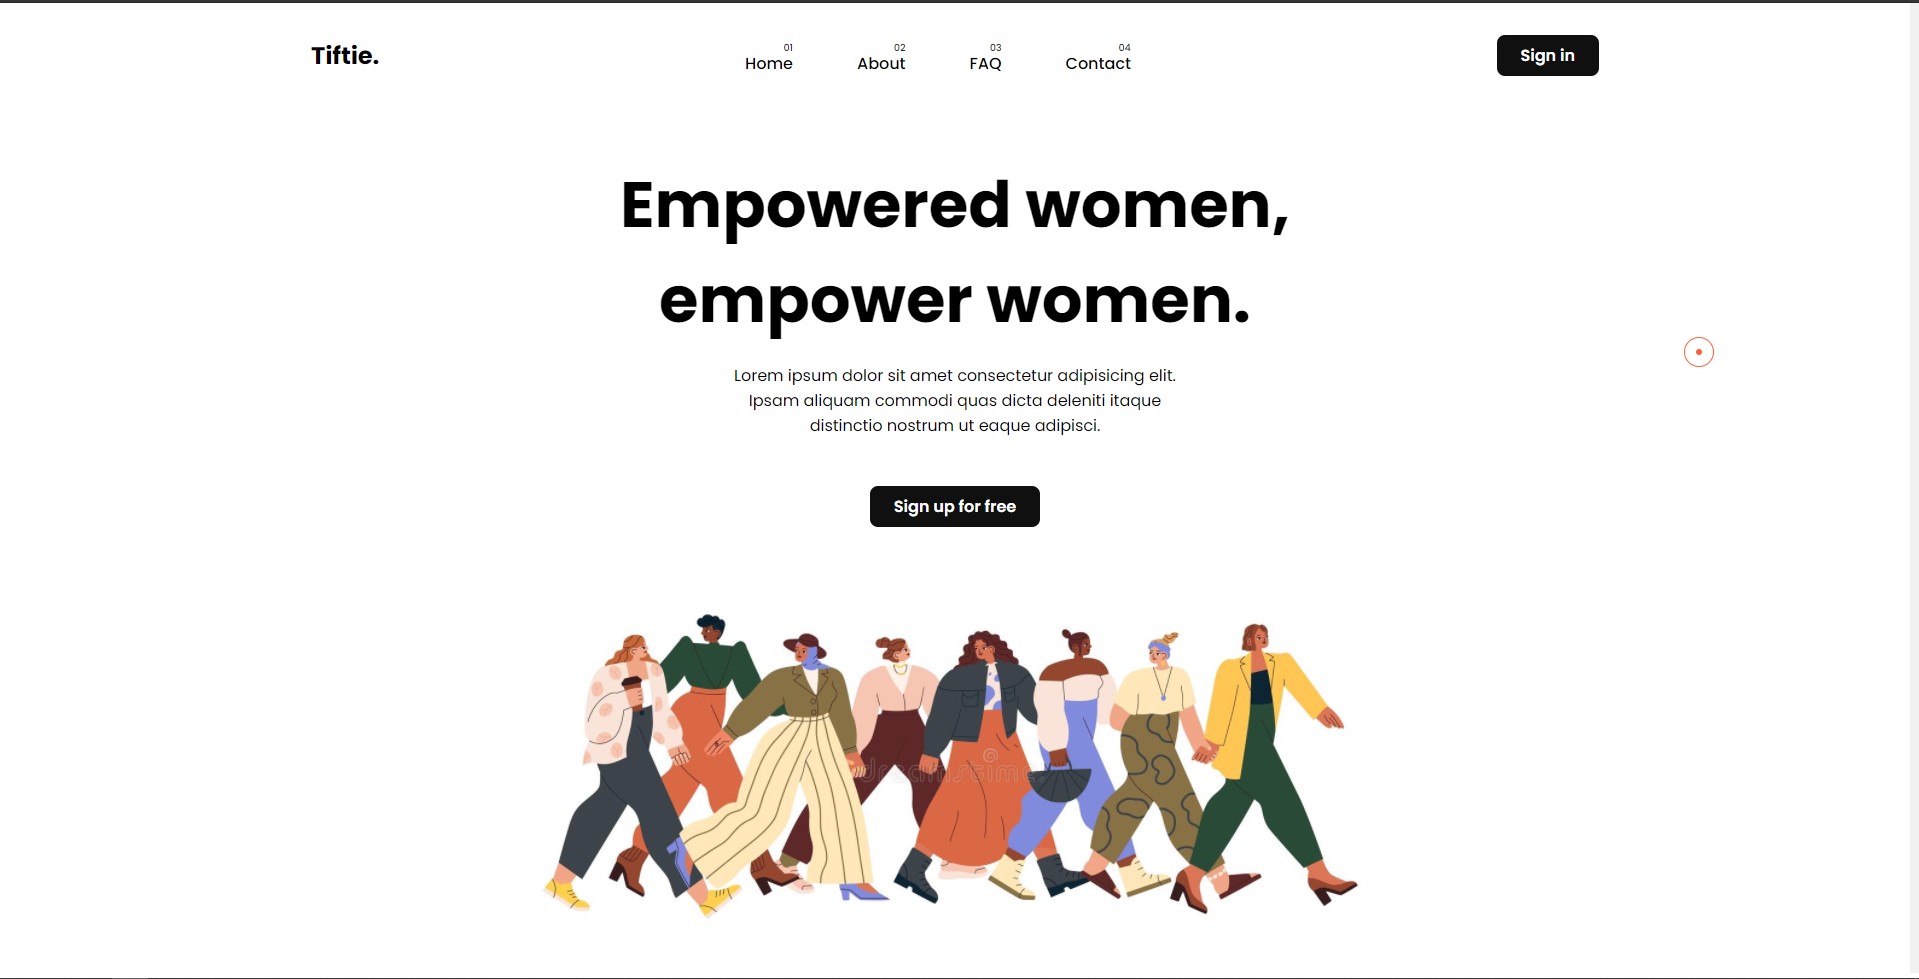 Tiftie.
01 02 03 04
Home About FAQ Contact
Sign in
Empowered women,
empower women.
Lorem ipsum dolor sit amet consectetur adipisicing elit.
Ipsam aliquam commodi quas dicta deleniti itaque
distinctio nostrum ut eaque adipisci.
Sign up for free
dreamstime